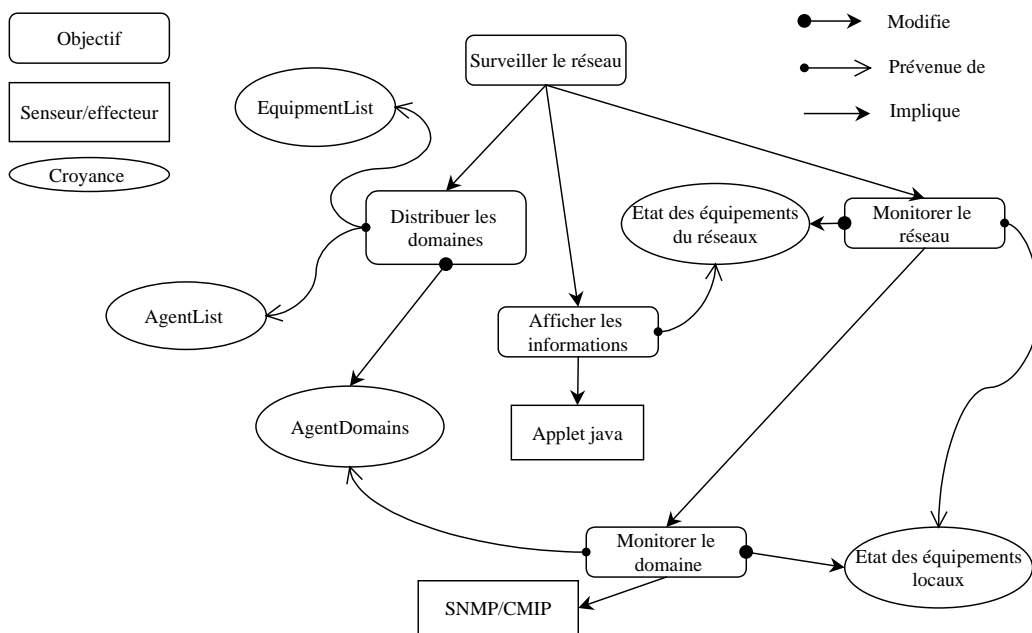 Objectif
Senseur/effecteur
Croyance
Modifie
Prévenue de
Implique
Surveiller le réseau
EquipmentList
Distribuer les
domaines
Etat des équipements
du réseaux
Monitorer le
réseau
AgentList
Afficher les
informations
AgentDomains
Applet java
Monitorer le
domaine
Etat des équipements
locaux
SNMP/CMIP